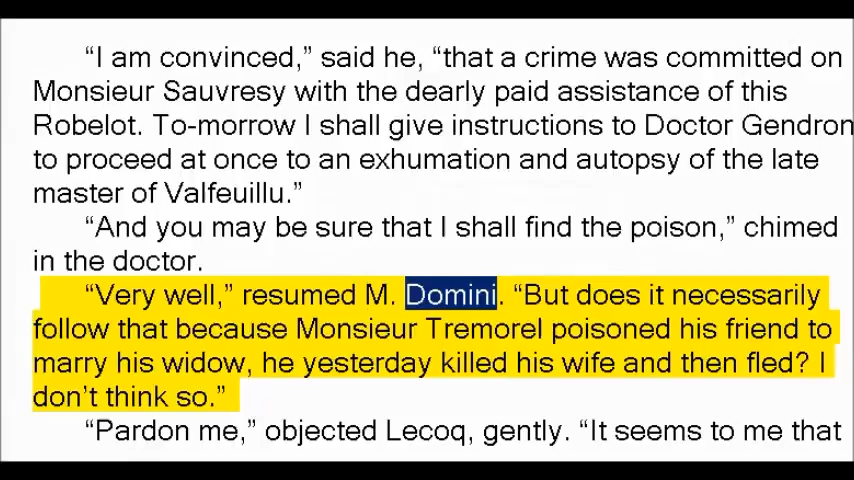 “I am convinced,” said he, “that a crime was committed on
Monsieur Sauvresy with the dearly paid assistance of this
Robelot. To-morrow I shall give instructions to Doctor Gendron
to proceed at once to an exhumation and autopsy of the late
master of Valfeuillu.”
“And you may be sure that I shall find the poison,” chimed
in the doctor.
“Very well,” resumed M. Domini. “But does it necessarily
follow that because Monsieur Tremorel poisoned his friend to
marry his widow, he yesterday killed his wife and then fled? I
don’t think so.”
“Pardon me,” objected Lecoq, gently. “It seems to me that